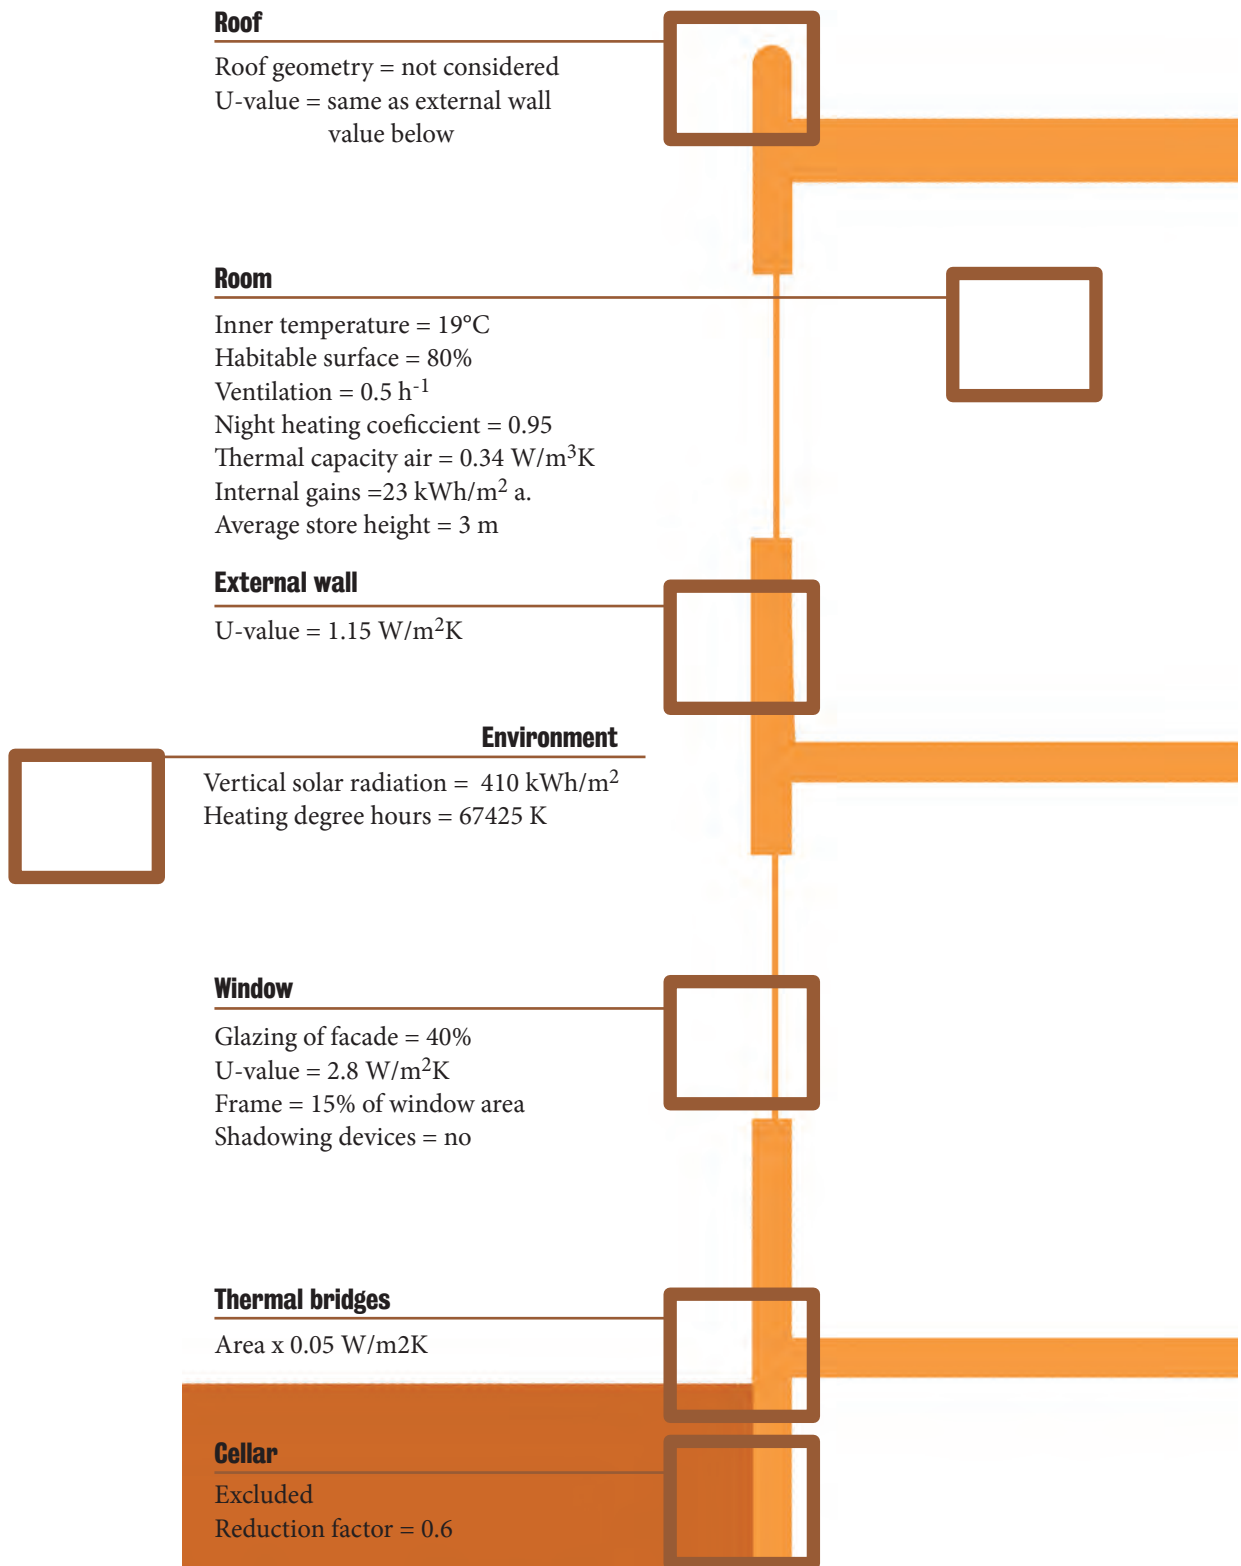 Roof
Roof geometry = not considered
U-value = same as external wall
value below
Room
Inner temperature = 19°C
Habitable surface = 80%
Ventilation = 0.5 h-1
Night heating coeficcient = 0.95
Thermal capacity air = 0.34 W/m3K
Internal gains =23 kWh/m2 a.
Average store height = 3 m
External wall
U-value = 1.15 W/m2K
Environment
Vertical solar radiation =  410 kWh/m2
Heating degree hours = 67425 K
Window
Glazing of facade = 40%
U-value = 2.8 W/m2K
Frame = 15% of window area
Shadowing devices = no
Thermal bridges
Area x 0.05 W/m2K
Cellar
Excluded
Reduction factor = 0.6